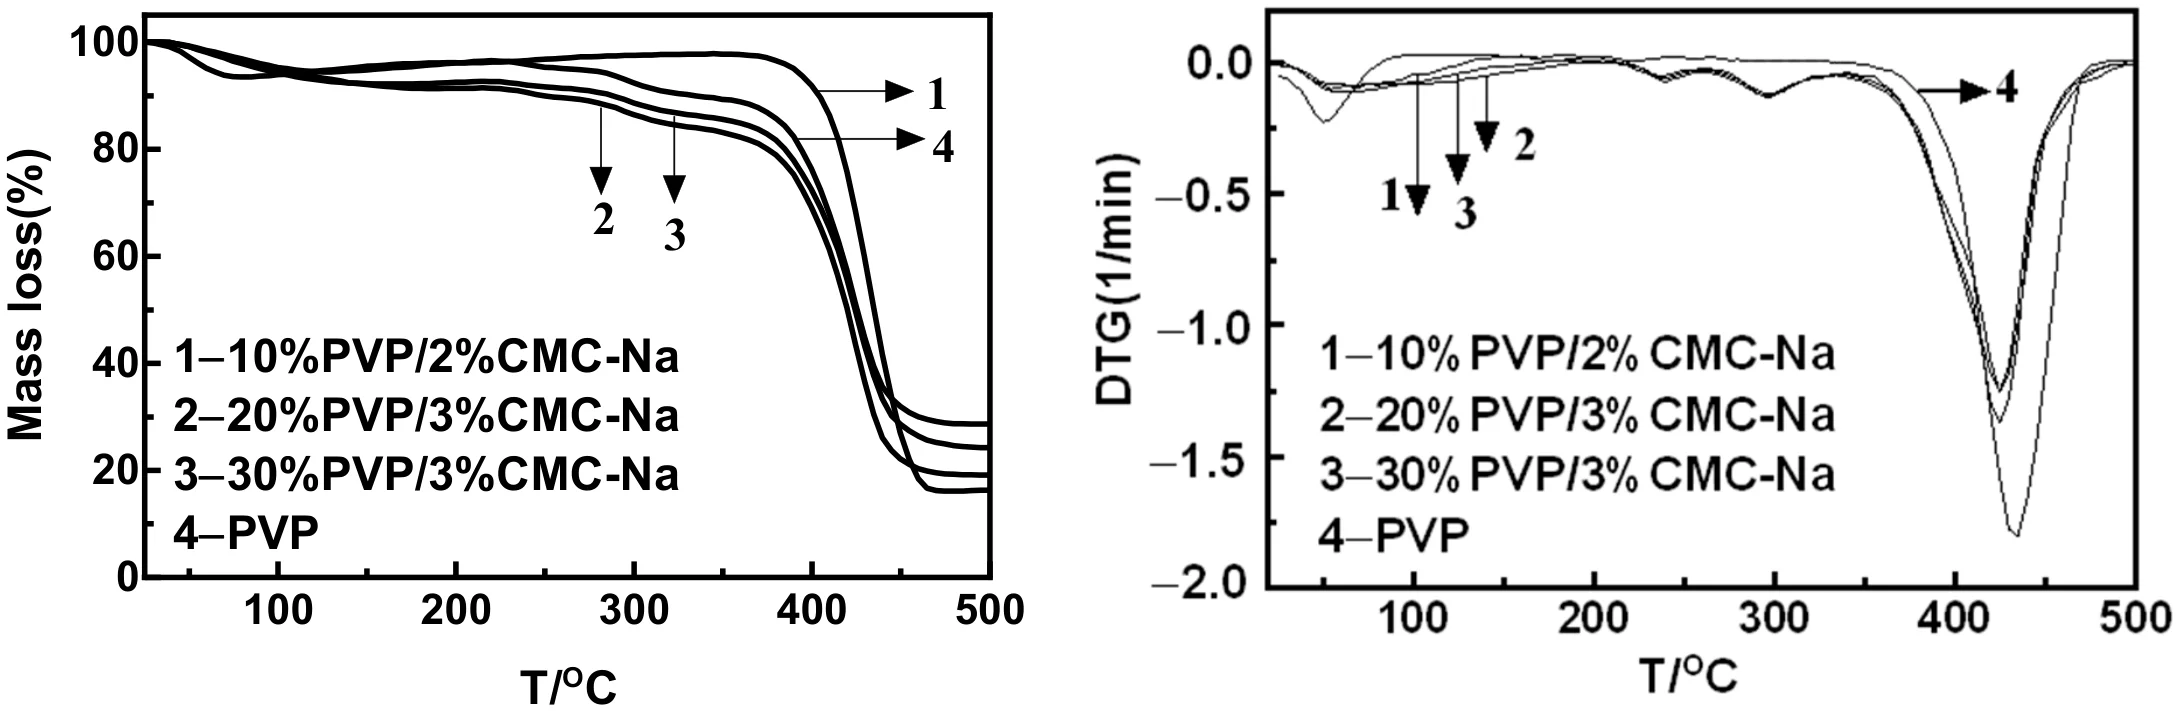 Mass loss(%)
100
80
60
40
20
0
1
4
2
3
1–10%PVP/2%CMC-Na
2–20%PVP/3%CMC-Na
3–30%PVP/3%CMC-Na
4–PVP
100 200 300 400 500
T/°C
DTG(1/min)
0.0
–0.5
–1.0
–1.5
–2.0
4
2
1
3
1–10% PVP/2% CMC-Na
2–20% PVP/3% CMC-Na
3–30% PVP/3% CMC-Na
4–PVP
100 200 300 400 500
T/°C